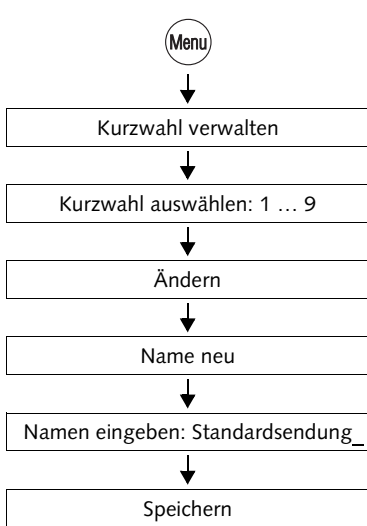 Menu
Kurzwahl verwalten
Kurzwahl auswählen: 1 … 9
Ändern
Name neu
Namen eingeben: Standardsendung_
Speichern